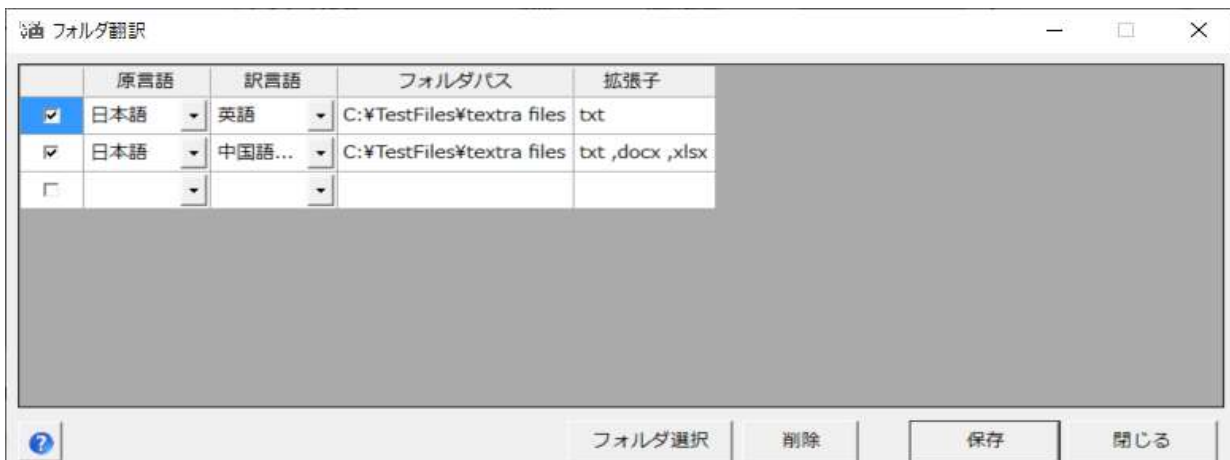 フォルダ翻訳
原言語 訳言語 フォルダパス 拡張子
日本語 英語 C:¥TestFiles¥textra files txt
日本語 中国語... C:¥TestFiles¥textra files txt ,docx ,xlsx
フォルダ選択 削除 保存 閉じる